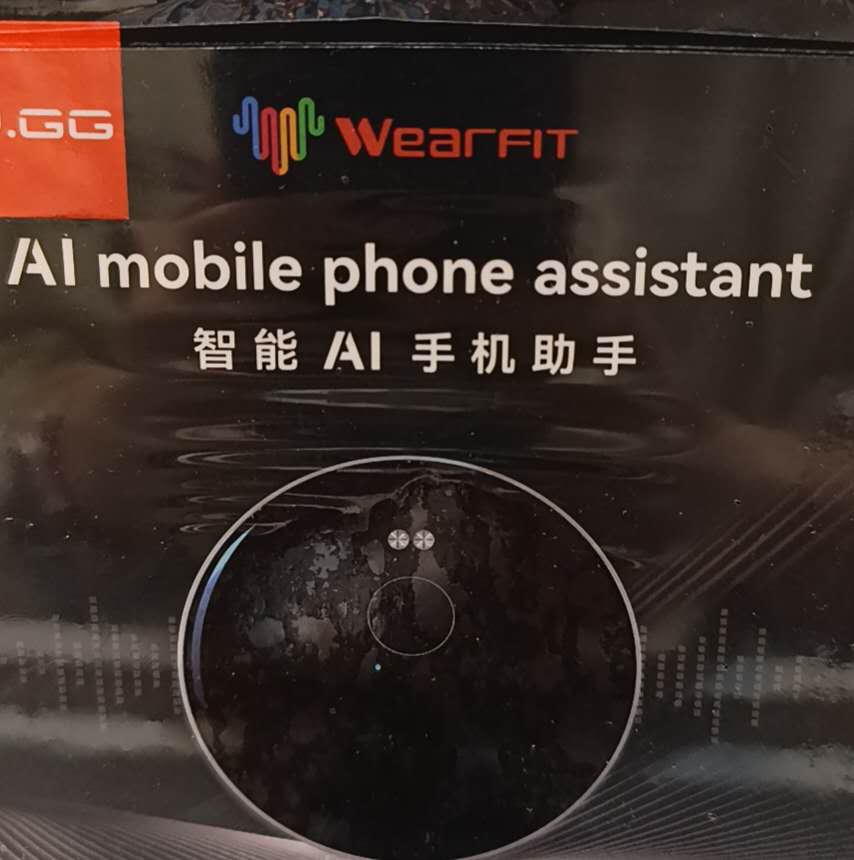 .GG
WearFit
AI mobile phone assistant
智能 AI 手机助手